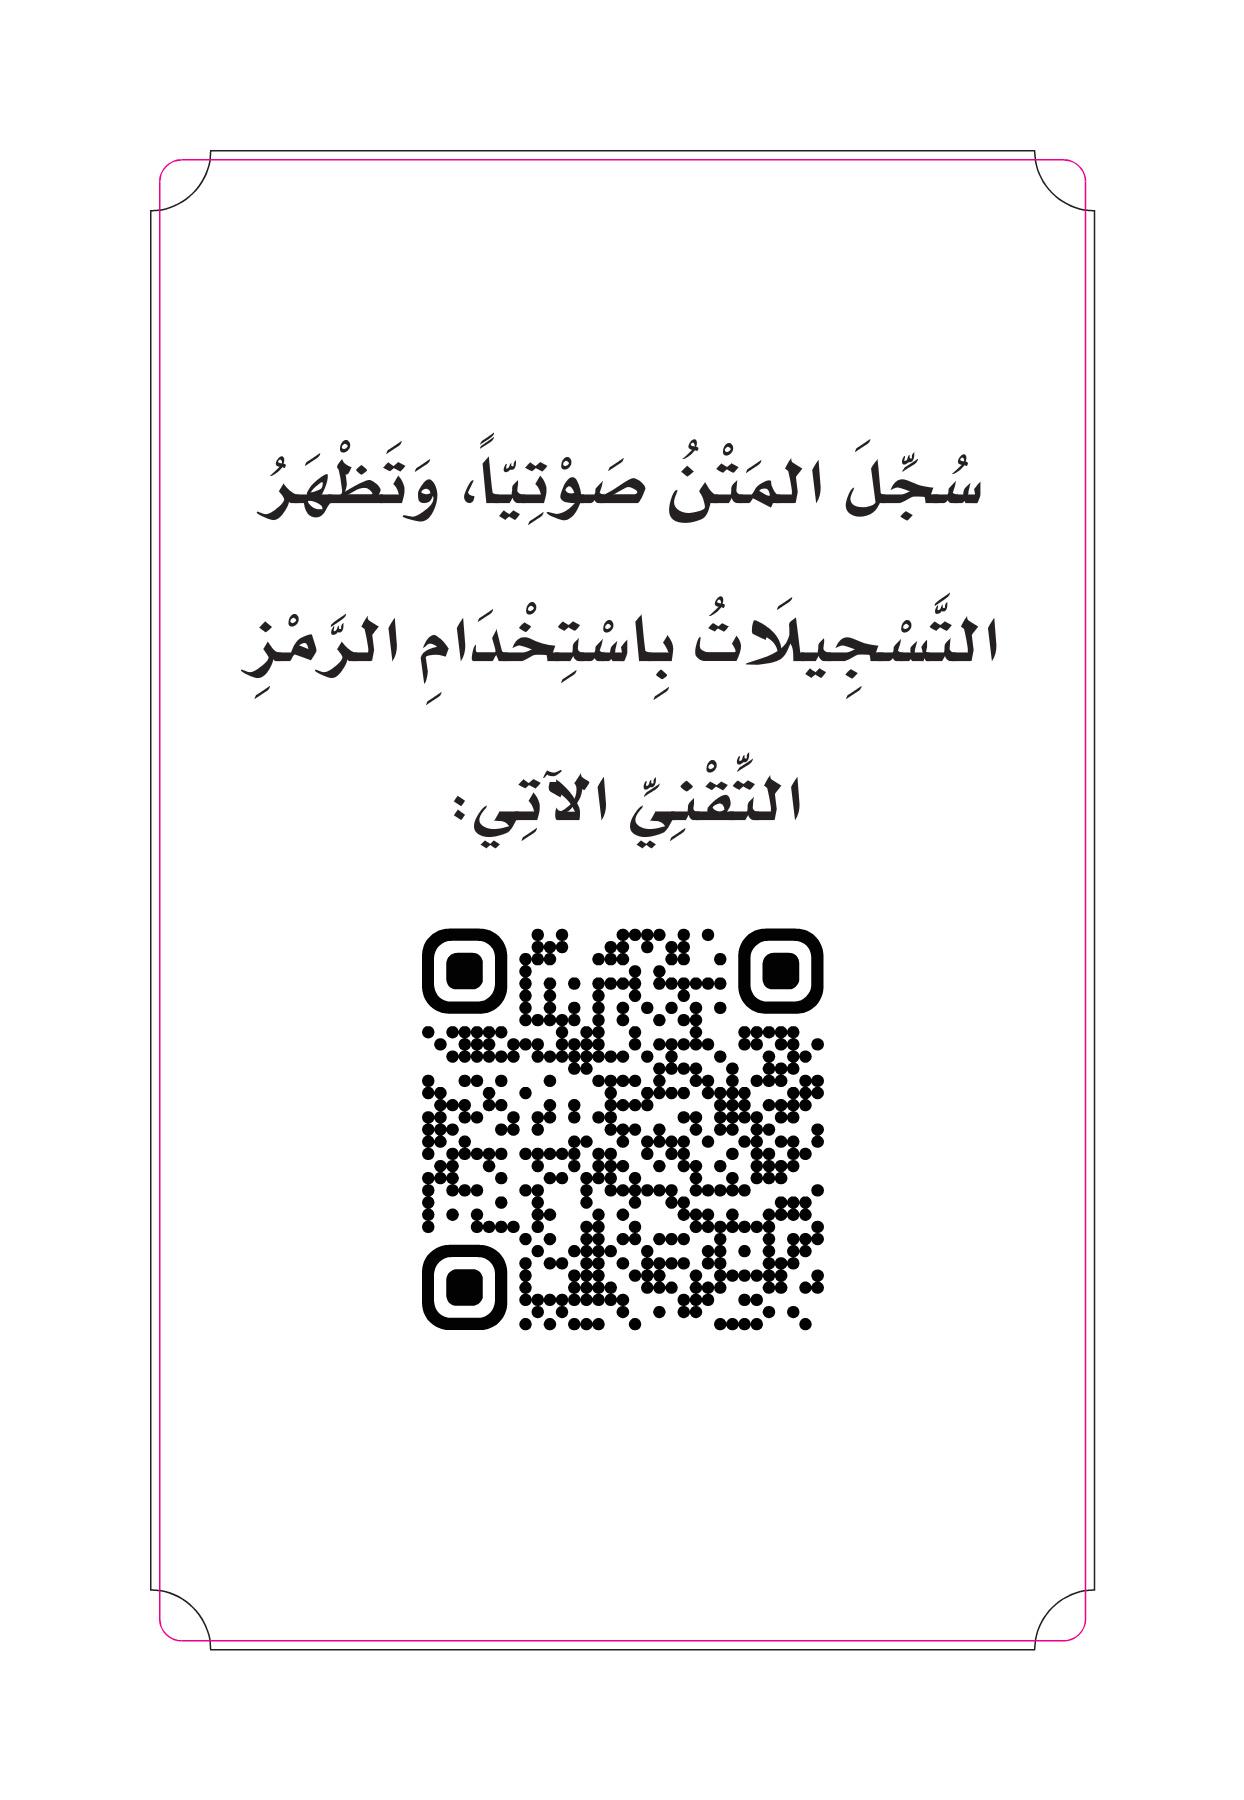 سُجِّلَ المَتْنُ صَوْتِيّاً، وَتَظْهَرُ
التَّسْجِيلَاتُ بِاسْتِخْدَامِ الرَّمْزِ
التِّقْنِيِّ الآتِي: